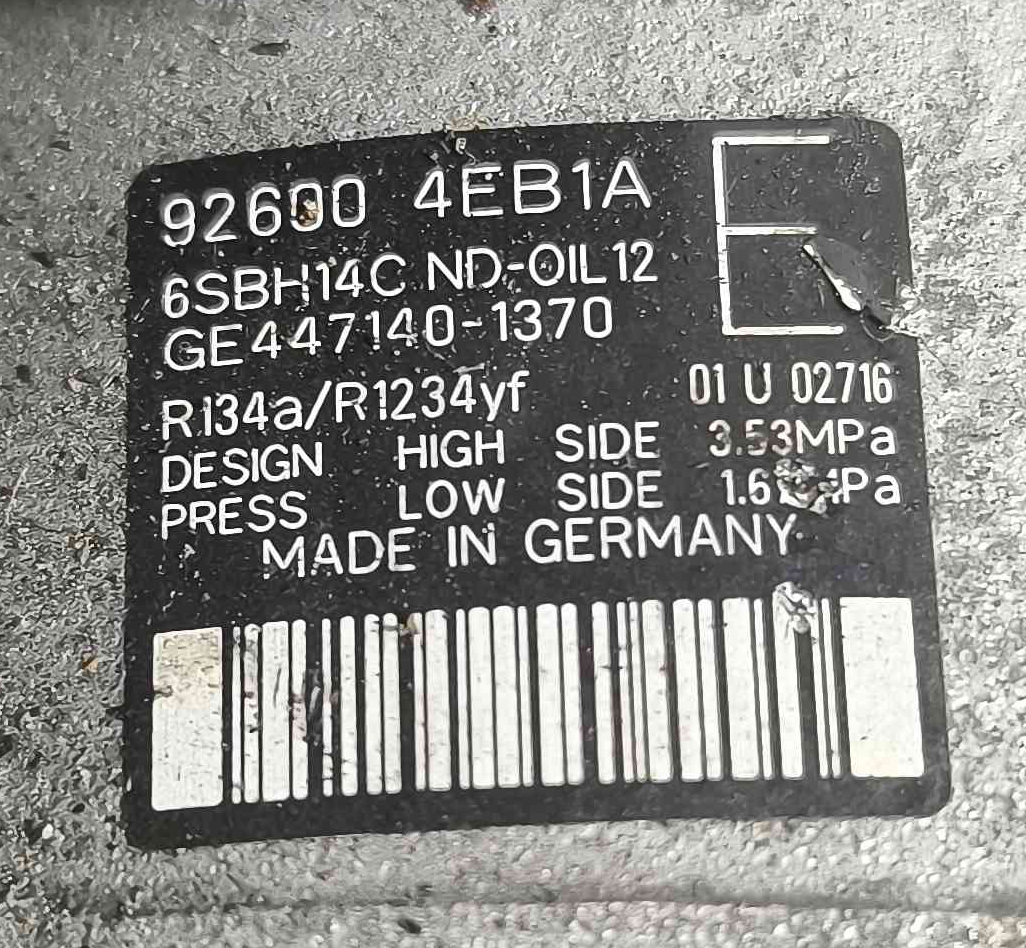 92600 4EB1A
E
6SBH14C ND-OIL12
GE447140-1370
R134a/R1234yf
01 U 02716
DESIGN HIGH SIDE 3.53MPa
PRESS LOW SIDE
MADE IN GERMANY